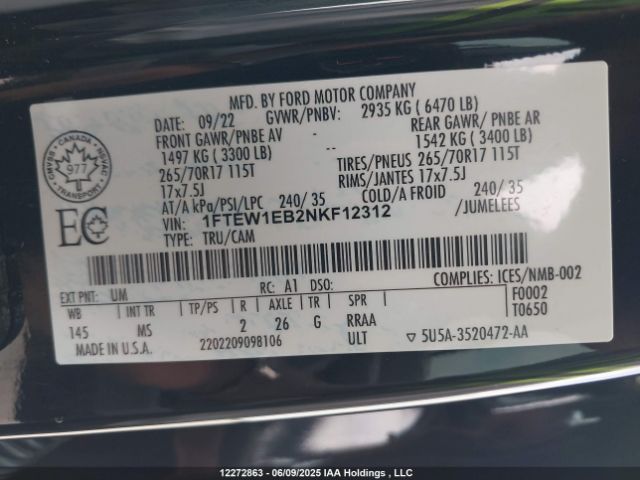 MFD. BY FORD MOTOR COMPANY
DATE: 09/22 GVWR/PNBV: 2935 KG ( 6470 LB)
FRONT GAWR/PNBE AV - REAR GAWR/ PNBE AR
1497 KG ( 3300 LB) 1542 KG ( 3400 LB)
265/70R17 115T TIRES/PNEUS 265/70R17 115T
17x7.5J RIMS/JANTES 17x7.5J
AT/A kPa/PSI/LPC 240/ 35 COLD/A FROID 240/ 35
VIN: 1FTEW1EB2NKF12312 /JUMELEES
TYPE: TRU/CAM
CMVSS · CANADA · NSVAC
977
TRANSPORT
EC
EXT PNT: UM RC: A1 DSO: COMPLIES: ICES/NMB-002
WB INT TR TP/PS R AXLE TR SPR F0002
145 MS 2 26 G RRAA T0650
MADE IN U.S.A. 2202209098106 ULT ▽ 5U5A-3520472-AA
12272863 - 06/09/2025 IAA Holdings , LLC